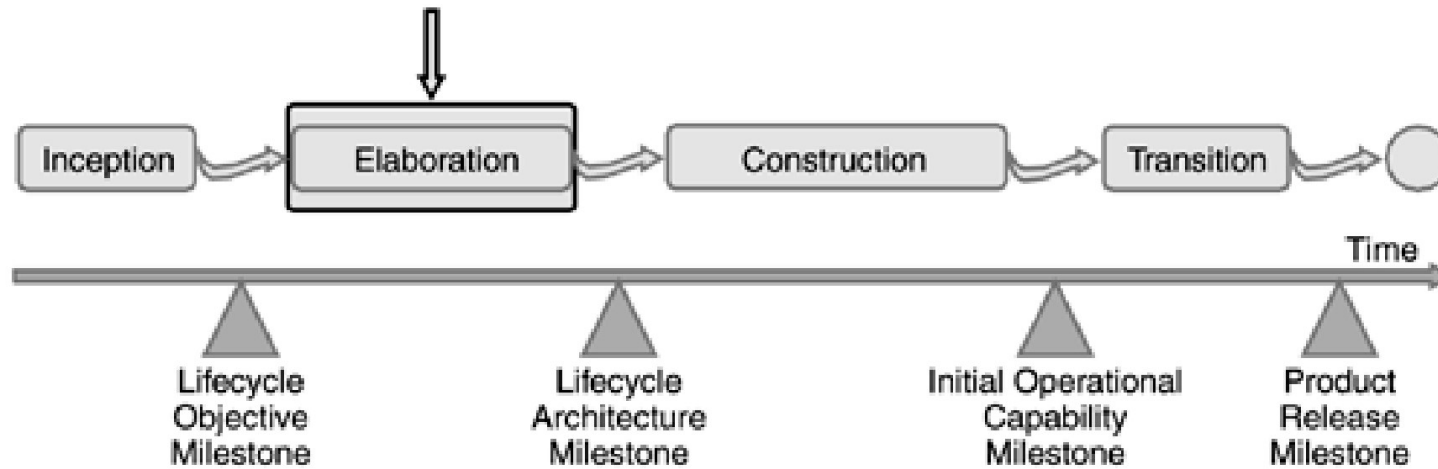 Inception
Elaboration
Construction
Transition
Time
Lifecycle
Objective
Milestone
Lifecycle
Architecture
Milestone
Initial Operational
Capability
Milestone
Product
Release
Milestone